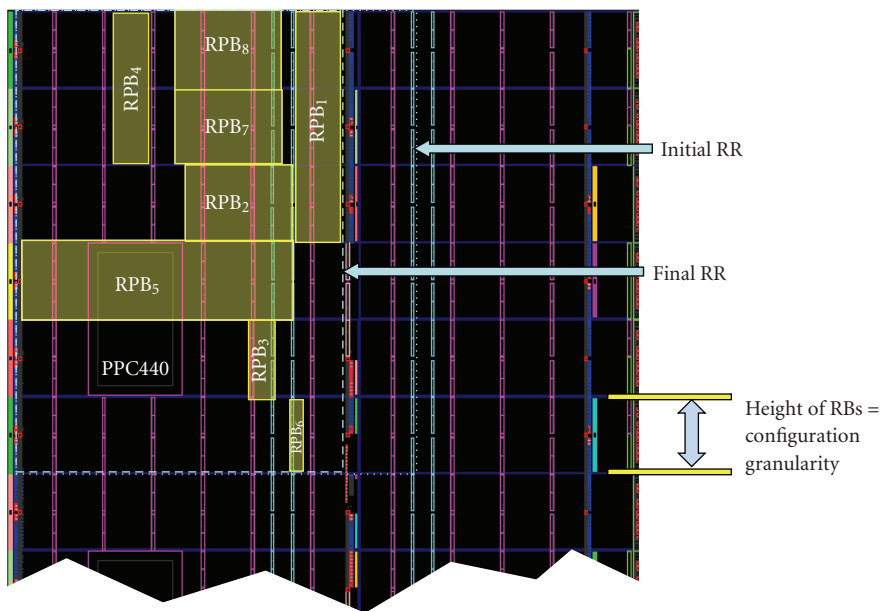 RPB8
RPB4
RPB1
RPB7
Initial RR
RPB2
Final RR
RPB5
PPC440
RPB3
Height of RBs =
configuration
granularity
RPB6